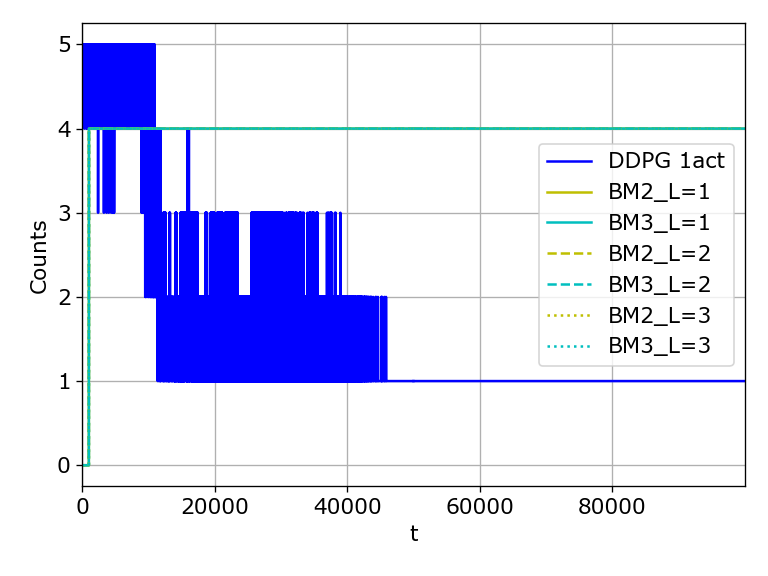 5
4
3
2
1
0
Counts
0 20000 40000 60000 80000
t
DDPG 1act
BM2_L=1
BM3_L=1
BM2_L=2
BM3_L=2
BM2_L=3
BM3_L=3